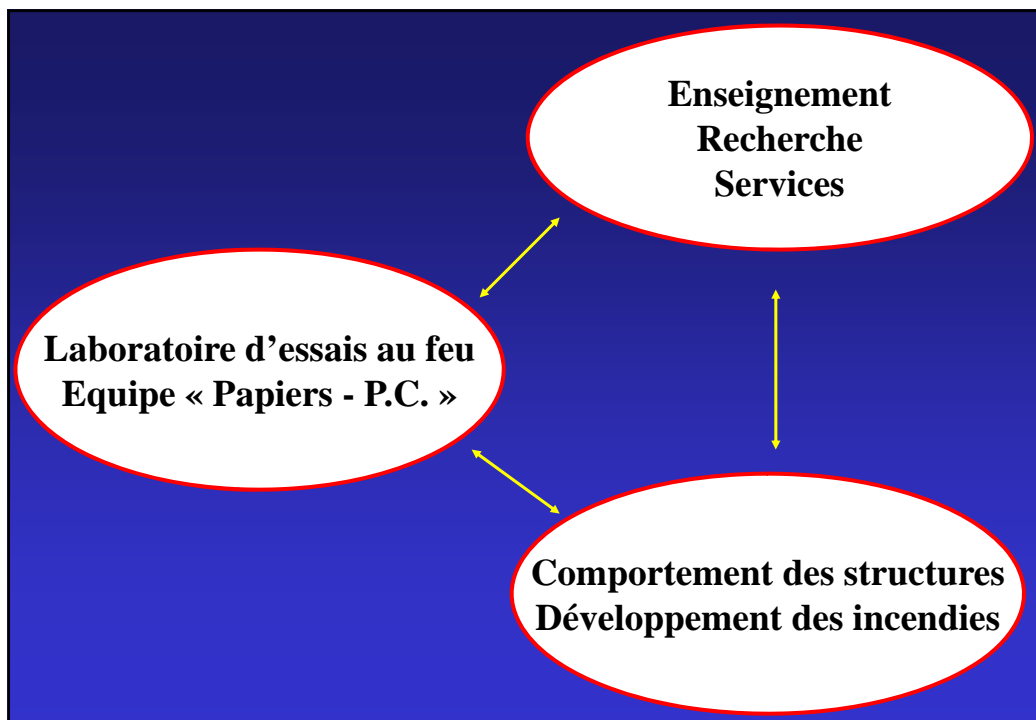 Enseignement
Recherche
Services
Laboratoire d’essais au feu
Equipe « Papiers - P.C. »
Comportement des structures
Développement des incendies